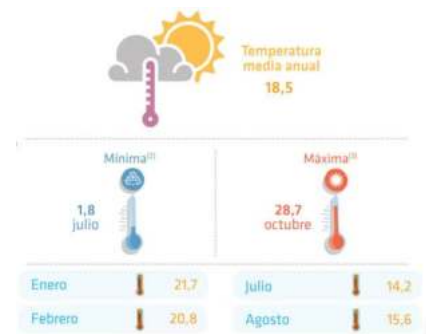 Temperatura
media anual
18,5
Mínima(2)
Máxima(3)
1,8
julio
28,7
octubre
Enero 21,7
Julio 14,2
Febrero 20,8
Agosto 15,6